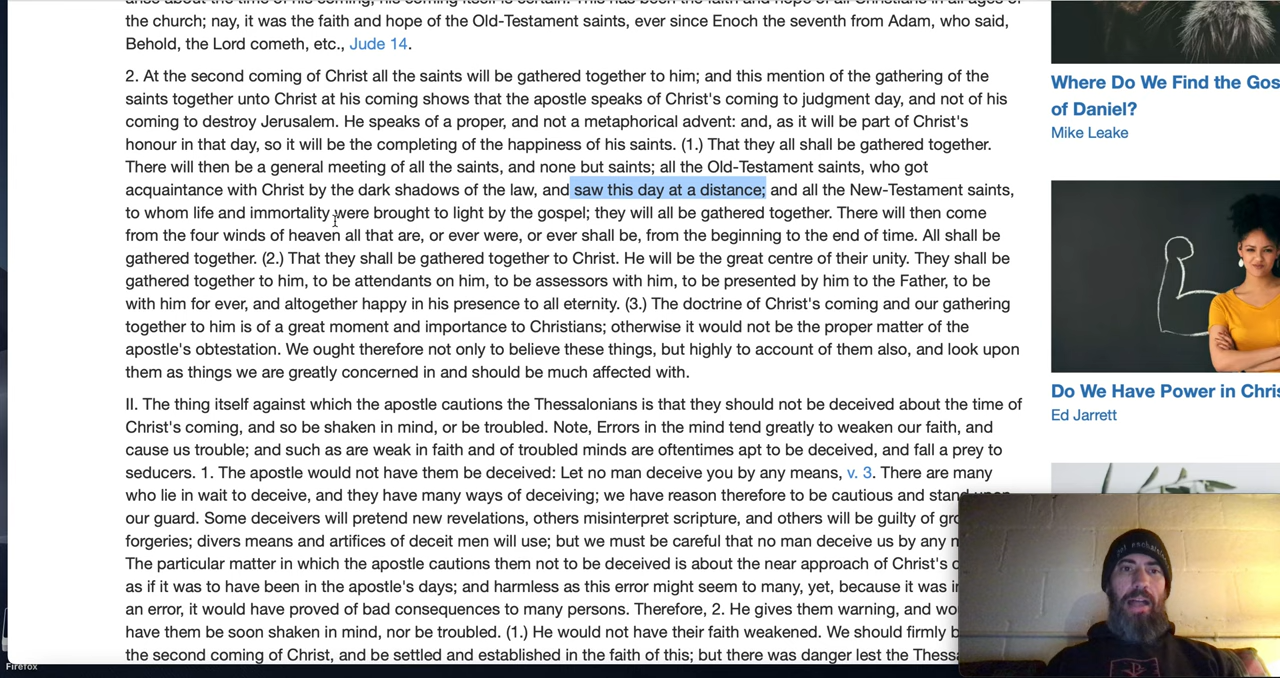 the church; nay, it was the faith and hope of the Old-Testament saints, ever since Enoch the seventh from Adam, who said,
Behold, the Lord cometh, etc., Jude 14.
2. At the second coming of Christ all the saints will be gathered together to him; and this mention of the gathering of the
saints together unto Christ at his coming shows that the apostle speaks of Christ's coming to judgment day, and not of his
coming to destroy Jerusalem. He speaks of a proper, and not a metaphorical advent: and, as it will be part of Christ's
honour in that day, so it will be the completing of the happiness of his saints. (1.) That they all shall be gathered together.
There will then be a general meeting of all the saints, and none but saints; all the Old-Testament saints, who got
acquaintance with Christ by the dark shadows of the law, and saw this day at a distance; and all the New-Testament saints,
to whom life and immortality were brought to light by the gospel; they will all be gathered together. There will then come
from the four winds of heaven all that are, or ever were, or ever shall be, from the beginning to the end of time. All shall be
gathered together. (2.) That they shall be gathered together to Christ. He will be the great centre of their unity. They shall be
gathered together to him, to be attendants on him, to be assessors with him, to be presented by him to the Father, to be
with him for ever, and altogether happy in his presence to all eternity. (3.) The doctrine of Christ's coming and our gathering
together to him is of a great moment and importance to Christians; otherwise it would not be the proper matter of the
apostle's obtestation. We ought therefore not only to believe these things, but highly to account of them also, and look upon
them as things we are greatly concerned in and should be much affected with.
II. The thing itself against which the apostle cautions the Thessalonians is that they should not be deceived about the time of
Christ's coming, and so be shaken in mind, or be troubled. Note, Errors in the mind tend greatly to weaken our faith, and
cause us trouble; and such as are weak in faith and of troubled minds are oftentimes apt to be deceived, and fall a prey to
seducers. 1. The apostle would not have them be deceived: Let no man deceive you by any means, v. 3. There are many
who lie in wait to deceive, and they have many ways of deceiving; we have reason therefore to be cautious and stand
our guard. Some deceivers will pretend new revelations, others misinterpret scripture, and others will be guilty of
forgeries; divers means and artifices of deceit men will use; but we must be careful that no man deceive us by any
The particular matter in which the apostle cautions them not to be deceived is about the near approach of Christ's
as if it was to have been in the apostle's days; and harmless as this error might seem to many, yet, because it was
an error, it would have proved of bad consequences to many persons. Therefore, 2. He gives them warning, and
have them be soon shaken in mind, nor be troubled. (1.) He would not have their faith weakened. We should firmly
the second coming of Christ, and be settled and established in the faith of this; but there was danger lest the
Where Do We Find the
of Daniel?
Mike Leake
Do We Have Power in
Ed Jarrett
Firefox